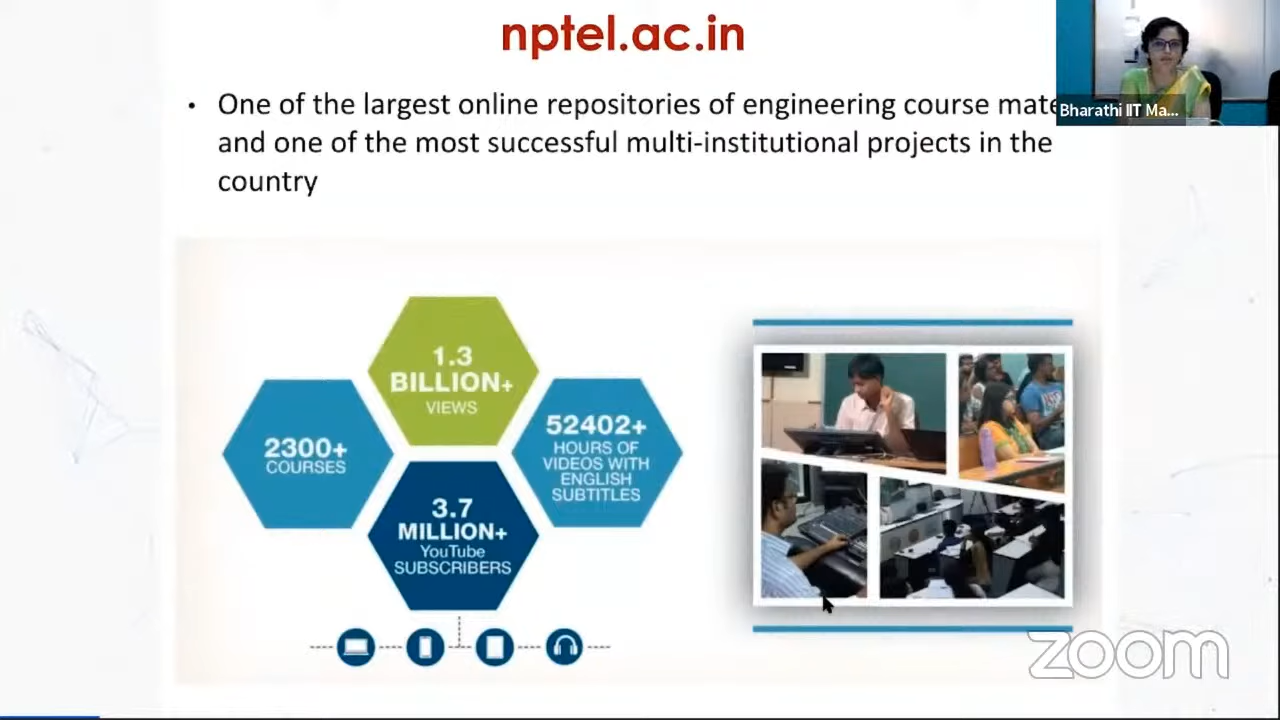 nptel.ac.in
• One of the largest online repositories of engineering course mate
and one of the most successful multi-institutional projects in the
country
Bharathi IIT Ma...
1.3
BILLION+
VIEWS
2300+
COURSES
52402+
HOURS OF
VIDEOS WITH
ENGLISH
SUBTITLES
3.7
MILLION+
YouTube
SUBSCRIBERS
zoom